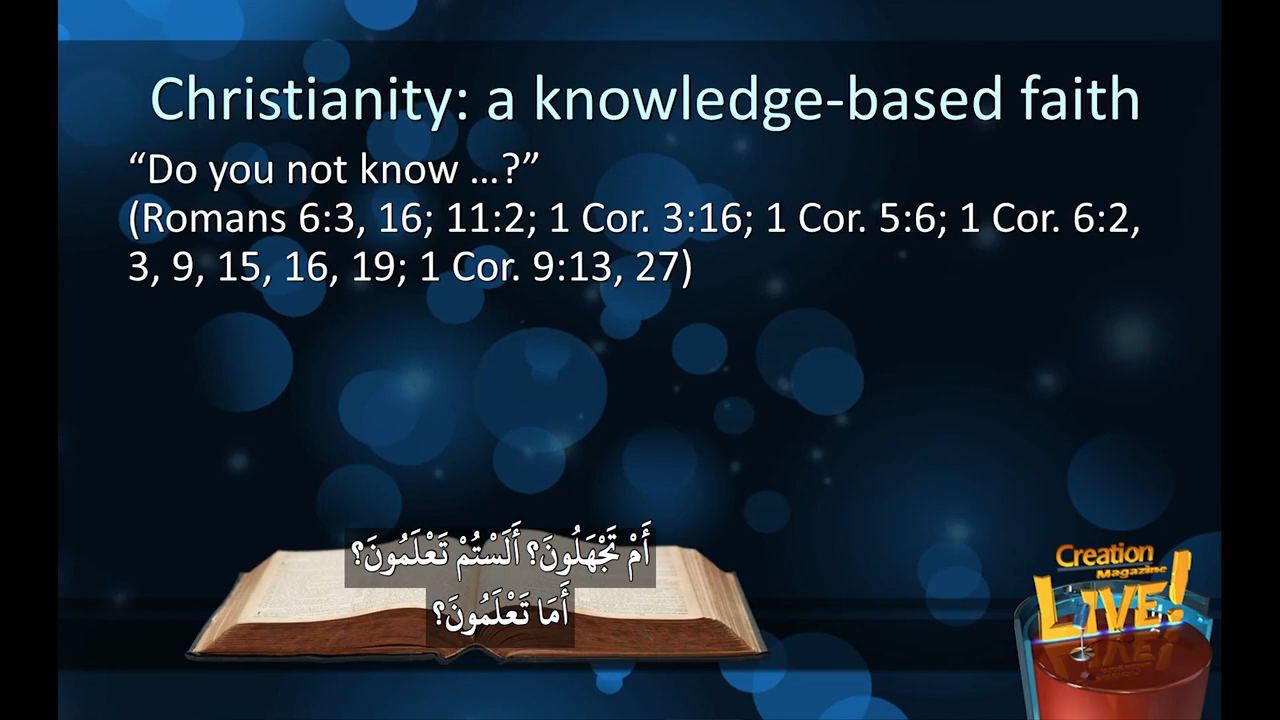 Christianity: a knowledge-based faith
“Do you not know …?”
(Romans 6:3, 16; 11:2; 1 Cor. 3:16; 1 Cor. 5:6; 1 Cor. 6:2,
3, 9, 15, 16, 19; 1 Cor. 9:13, 27)
أَمْ تَجْهَلُونَ؟ أَلَسْتُمْ تَعْلَمُونَ؟
أَمَا تَعْلَمُونَ؟
Creation
Magazine
LIVE!